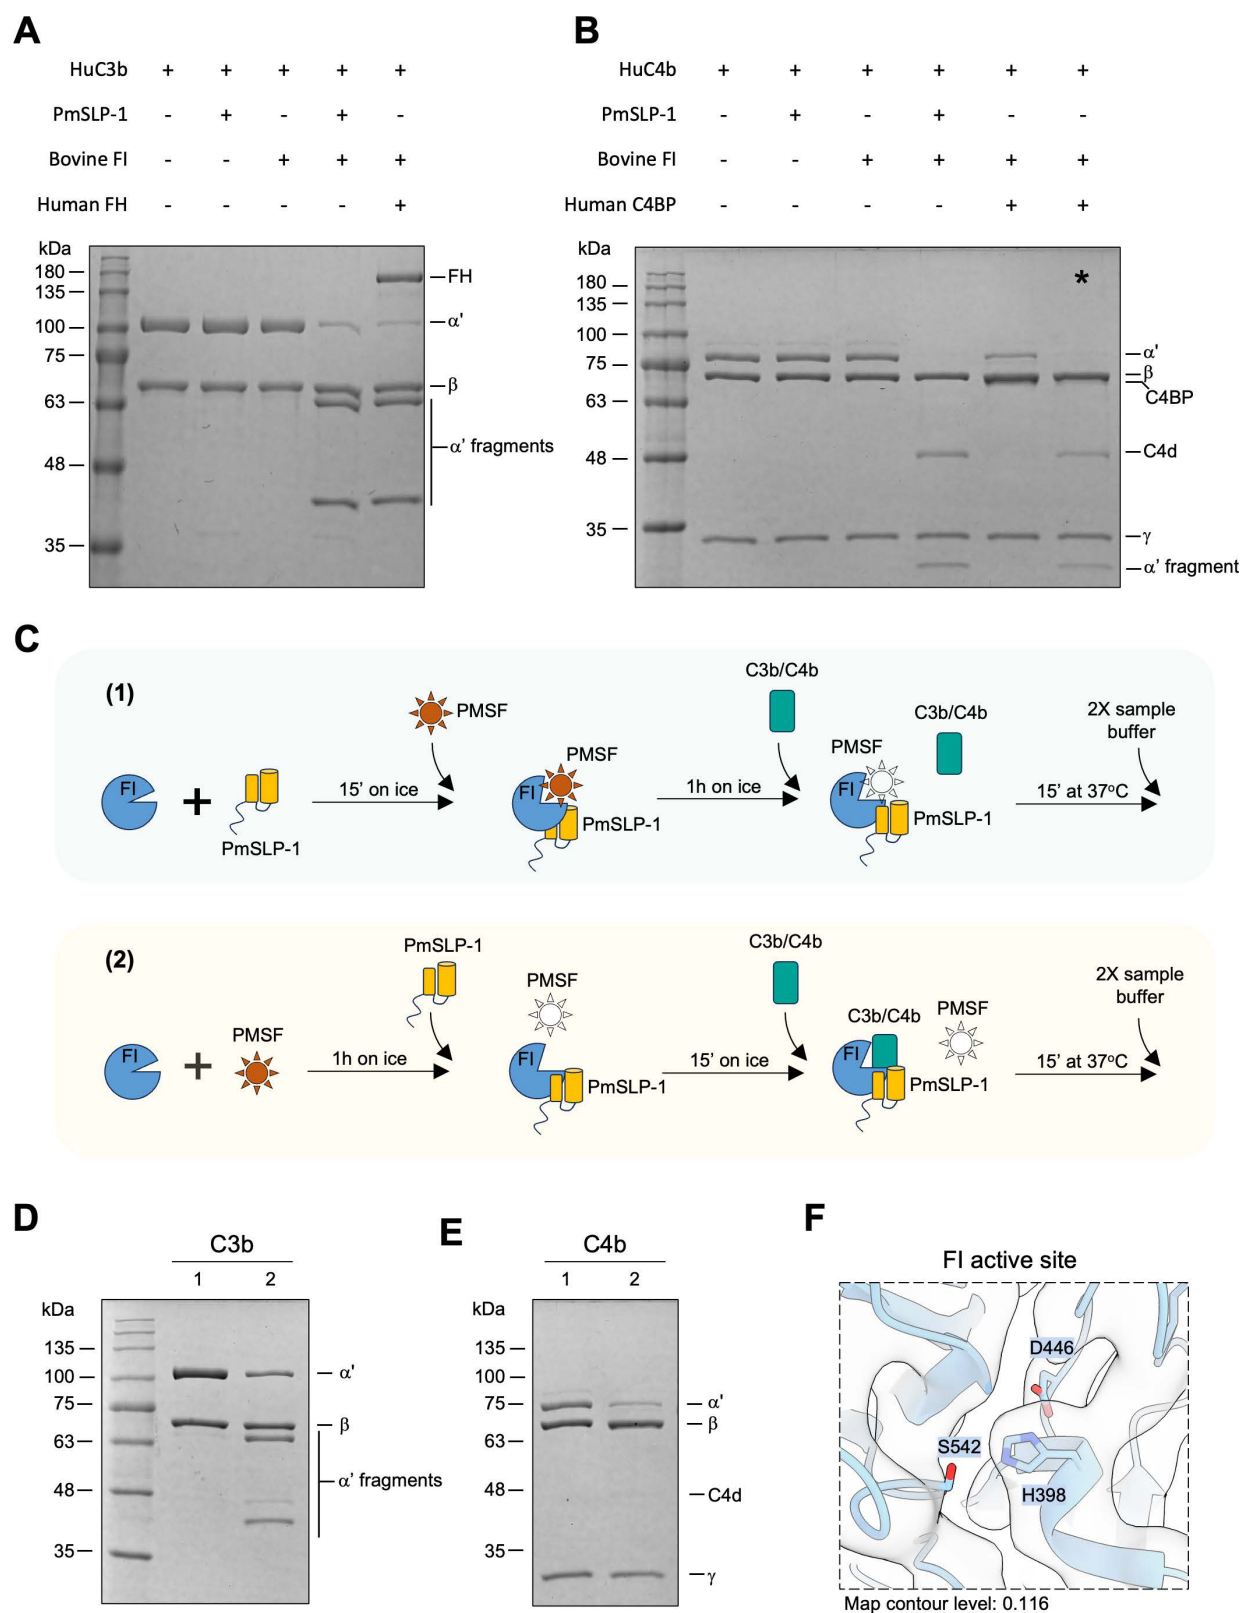 A
HuC3b + + + + +
PmSLP-1 - + - + -
Bovine FI - - + + +
Human FH - - - - +
kDa
180
135
100
75
63
48
35
FH
α'
β
α' fragments
B
HuC4b + + + + + +
PmSLP-1 - + - + - -
Bovine FI - - + + + +
Human C4BP - - - - + +
kDa
180
135
100
75
63
48
35
*
α'
β
C4BP
C4d
γ
α' fragment
C
(1)
FI
+
PmSLP-1
PMSF
15' on ice
PMSF
FI
PmSLP-1
C3b/C4b
1h on ice
PMSF
C3b/C4b
FI
PmSLP-1
2X sample
buffer
15' at 37°C
(2)
FI
+
PMSF
PmSLP-1
1h on ice
PMSF
FI
PmSLP-1
C3b/C4b
15' on ice
C3b/C4b
PMSF
FI
PmSLP-1
2X sample
buffer
15' at 37°C
D
C3b
1 2
kDa
135
100
75
63
48
35
α'
β
α' fragments
E
C4b
1 2
kDa
135
100
75
63
48
35
α'
β
C4d
γ
F
FI active site
D446
S542
H398
Map contour level: 0.116